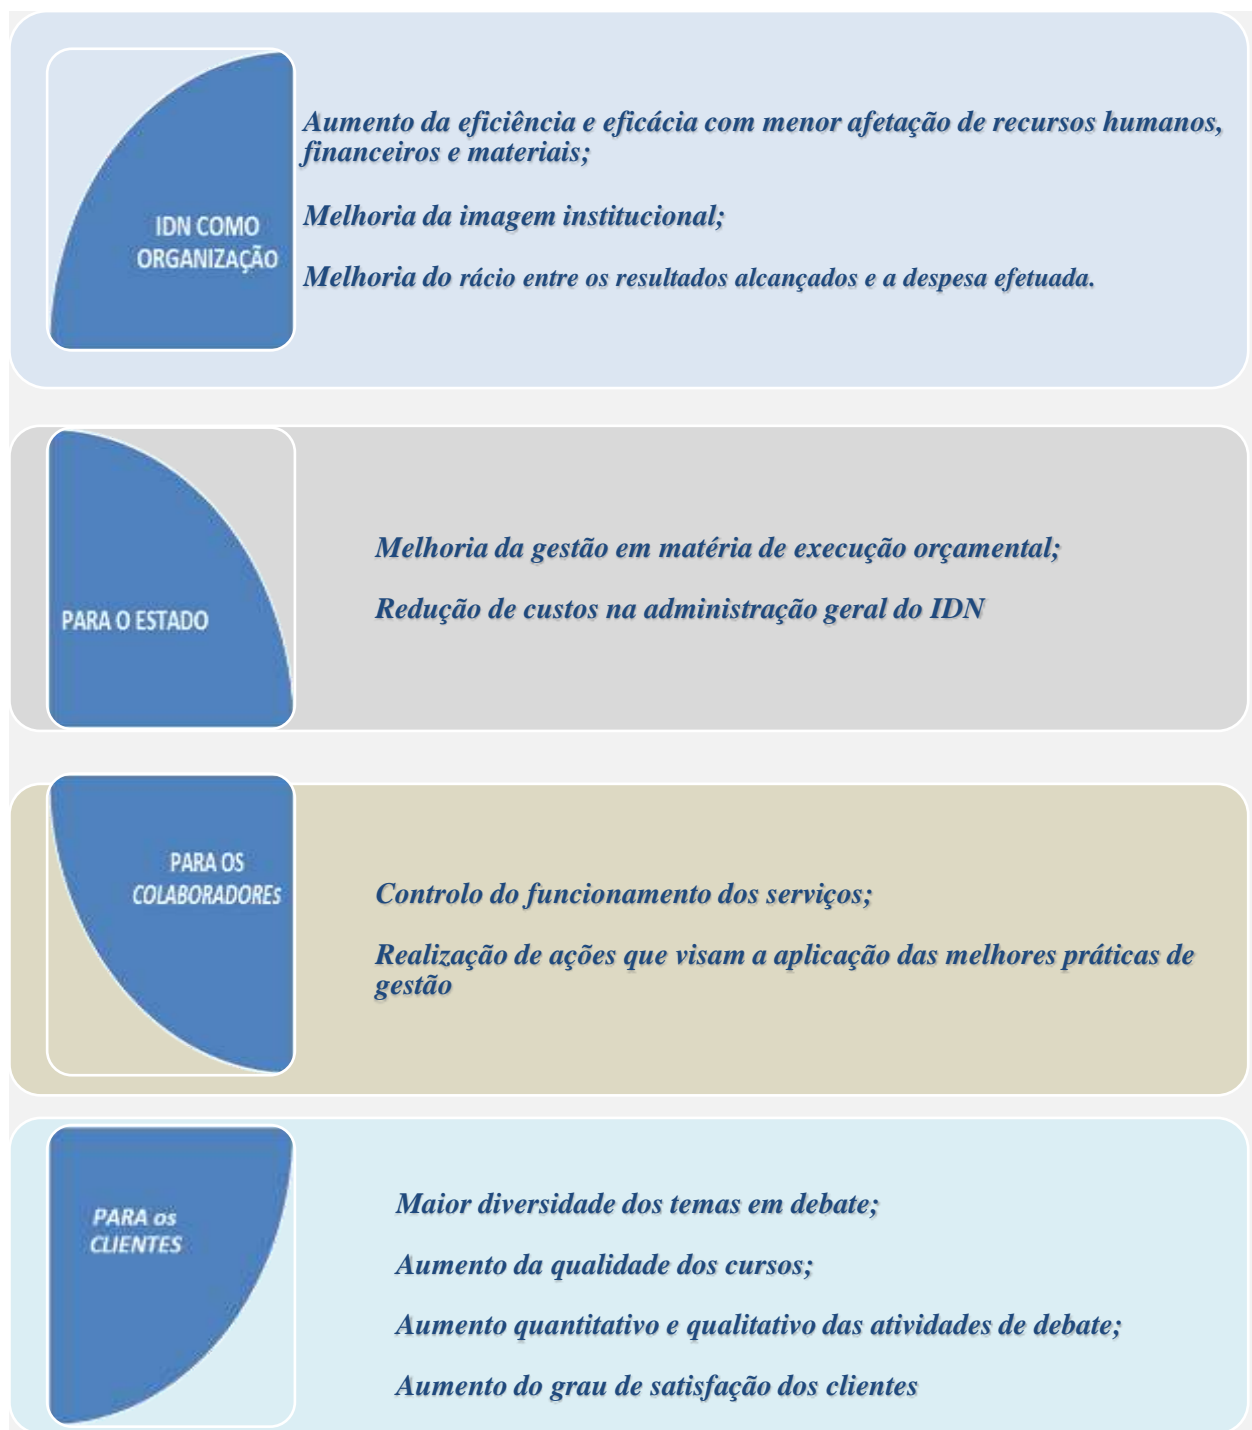 IDN COMO
ORGANIZAÇÃO
Aumento da eficiência e eficácia com menor afetação de recursos humanos,
financeiros e materiais;
Melhoria da imagem institucional;
Melhoria do rácio entre os resultados alcançados e a despesa efetuada.
PARA O ESTADO
Melhoria da gestão em matéria de execução orçamental;
Redução de custos na administração geral do IDN
PARA OS
COLABORADOREs
Controlo do funcionamento dos serviços;
Realização de ações que visam a aplicação das melhores práticas de
gestão
PARA os
CLIENTES
Maior diversidade dos temas em debate;
Aumento da qualidade dos cursos;
Aumento quantitativo e qualitativo das atividades de debate;
Aumento do grau de satisfação dos clientes